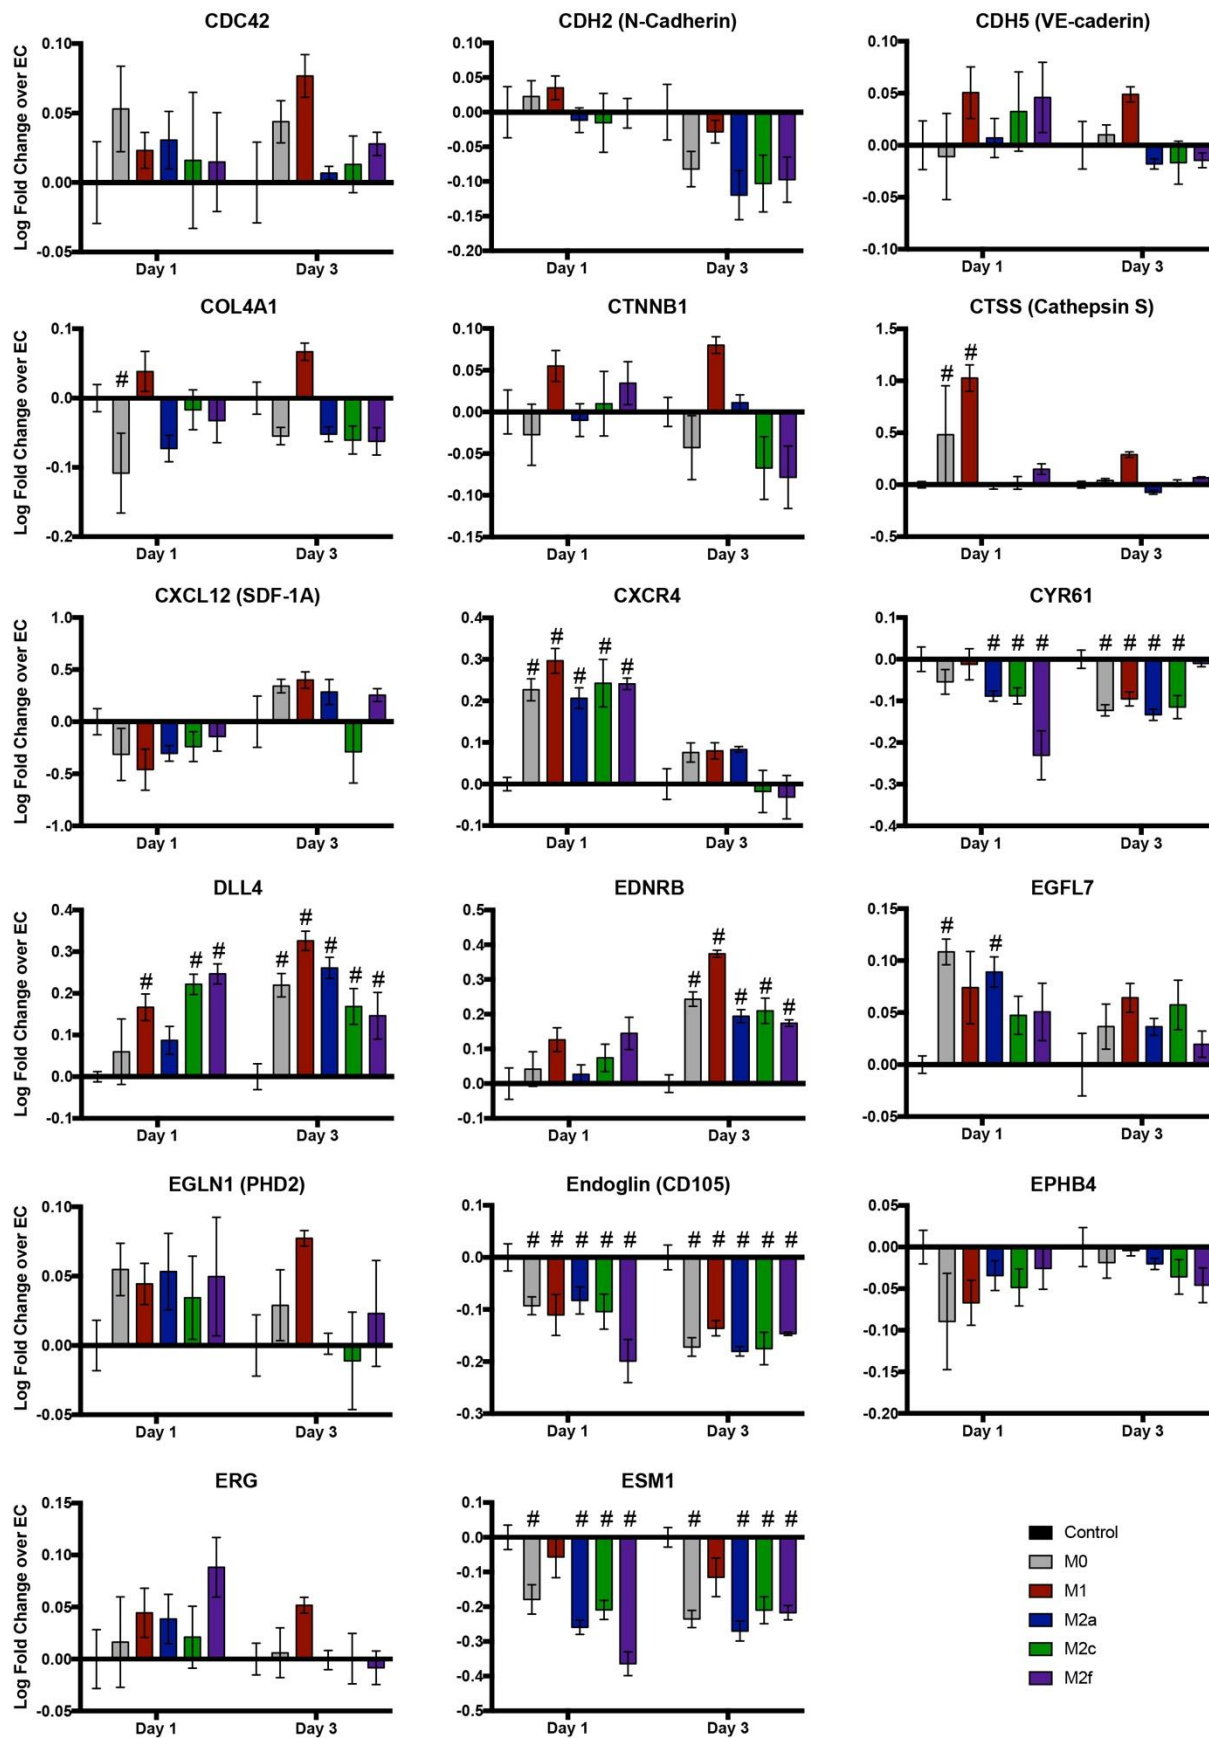 CDC42
CDH2 (N-Cadherin)
CDH5 (VE-caderin)
Log Fold Change over EC
0.10
0.05
0.00
-0.05
Day 1
Day 3
0.10
0.05
0.00
-0.05
-0.10
-0.15
-0.20
Day 1
Day 3
0.10
0.05
0.00
-0.05
-0.10
Day 1
Day 3
COL4A1
CTNNB1
CTSS (Cathepsin S)
Log Fold Change over EC
0.1
0.0
-0.1
-0.2
#
Day 1
Day 3
0.10
0.05
0.00
-0.05
-0.10
-0.15
Day 1
Day 3
1.5
1.0
0.5
0.0
-0.5
# #
Day 1
Day 3
CXCL12 (SDF-1A)
CXCR4
CYR61
Log Fold Change over EC
1.0
0.5
0.0
-0.5
-1.0
Day 1
Day 3
0.4
0.3
0.2
0.1
0.0
-0.1
# # # # #
Day 1
Day 3
0.1
0.0
-0.1
-0.2
-0.3
-0.4
# # # # # # #
Day 1
Day 3
DLL4
EDNRB
EGFL7
Log Fold Change over EC
0.4
0.3
0.2
0.1
0.0
-0.1
# # # # # # # #
Day 1
Day 3
0.5
0.4
0.3
0.2
0.1
0.0
-0.1
# # # # #
Day 1
Day 3
0.15
0.10
0.05
0.00
-0.05
# #
Day 1
Day 3
EGLN1 (PHD2)
Endoglin (CD105)
EPHB4
Log Fold Change over EC
0.10
0.05
0.00
-0.05
Day 1
Day 3
0.1
0.0
-0.1
-0.2
-0.3
# # # # # # # # # #
Day 1
Day 3
0.05
0.00
-0.05
-0.10
-0.15
-0.20
Day 1
Day 3
ERG
ESM1
Log Fold Change over EC
0.15
0.10
0.05
0.00
-0.05
Day 1
Day 3
0.1
0.0
-0.1
-0.2
-0.3
-0.4
-0.5
# # # # # # # #
Day 1
Day 3
Control
M0
M1
M2a
M2c
M2f